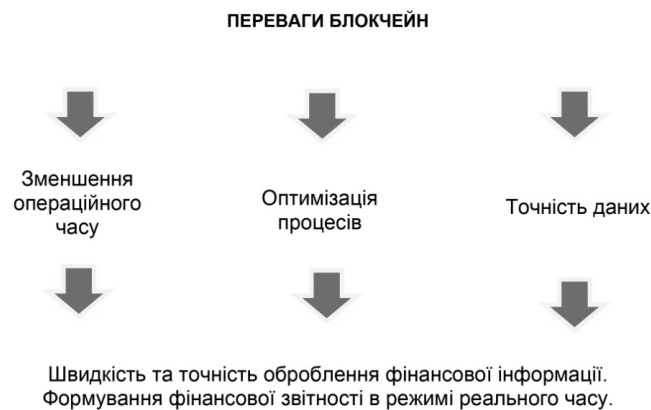 ПЕРЕВАГИ БЛОКЧЕЙН
Зменшення
операційного
часу
Оптимізація
процесів
Точність даних
Швидкість та точність оброблення фінансової інформації.
Формування фінансової звітності в режимі реального часу.